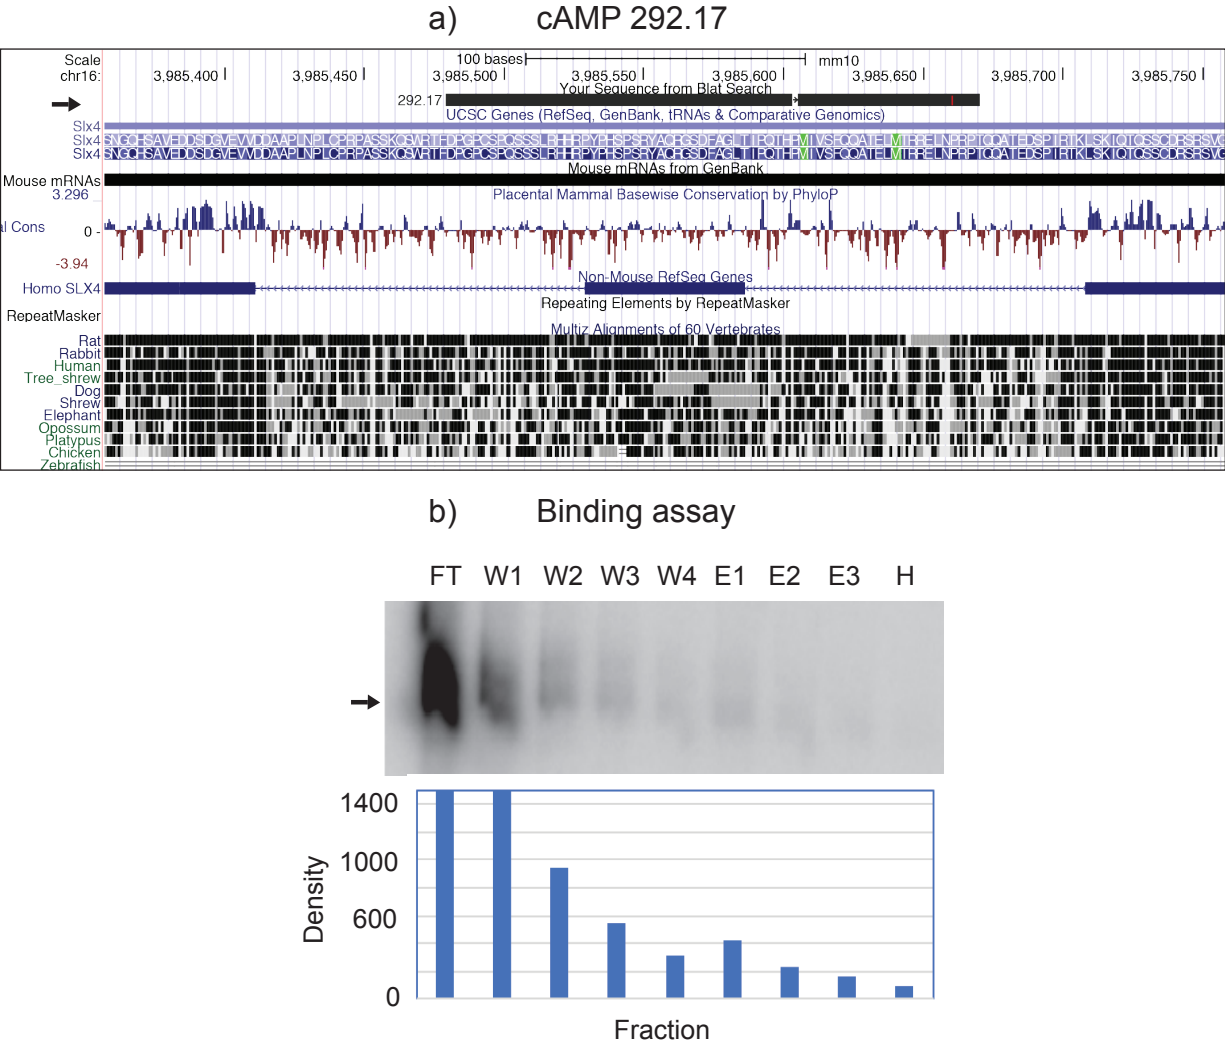 a) cAMP 292.17
Scale 100 bases mm10
chr16: 3,985,400 3,985,450 3,985,500 3,985,550 3,985,600 3,985,650 3,985,700 3,985,750
Your Sequence from Blat Search
292.17
UCSC Genes (RefSeq, GenBank, tRNAs & Comparative Genomics)
Slx4
Slx4
Slx4
Mouse mRNAs from GenBank
Mouse mRNAs
3.296 Placental Mammal Basewise Conservation by PhyloP
al Cons 0 -
-3.94
Non-Mouse RefSeq Genes
Homo SLX4
Repeating Elements by RepeatMasker
RepeatMasker
Multiz Alignments of 60 Vertebrates
Rat
Rabbit
Human
Tree_shrew
Dog
Shrew
Elephant
Opossum
Platypus
Chicken
Zebrafish
b) Binding assay
FT W1 W2 W3 W4 E1 E2 E3 H
1400
1000
600
0
Density
Fraction